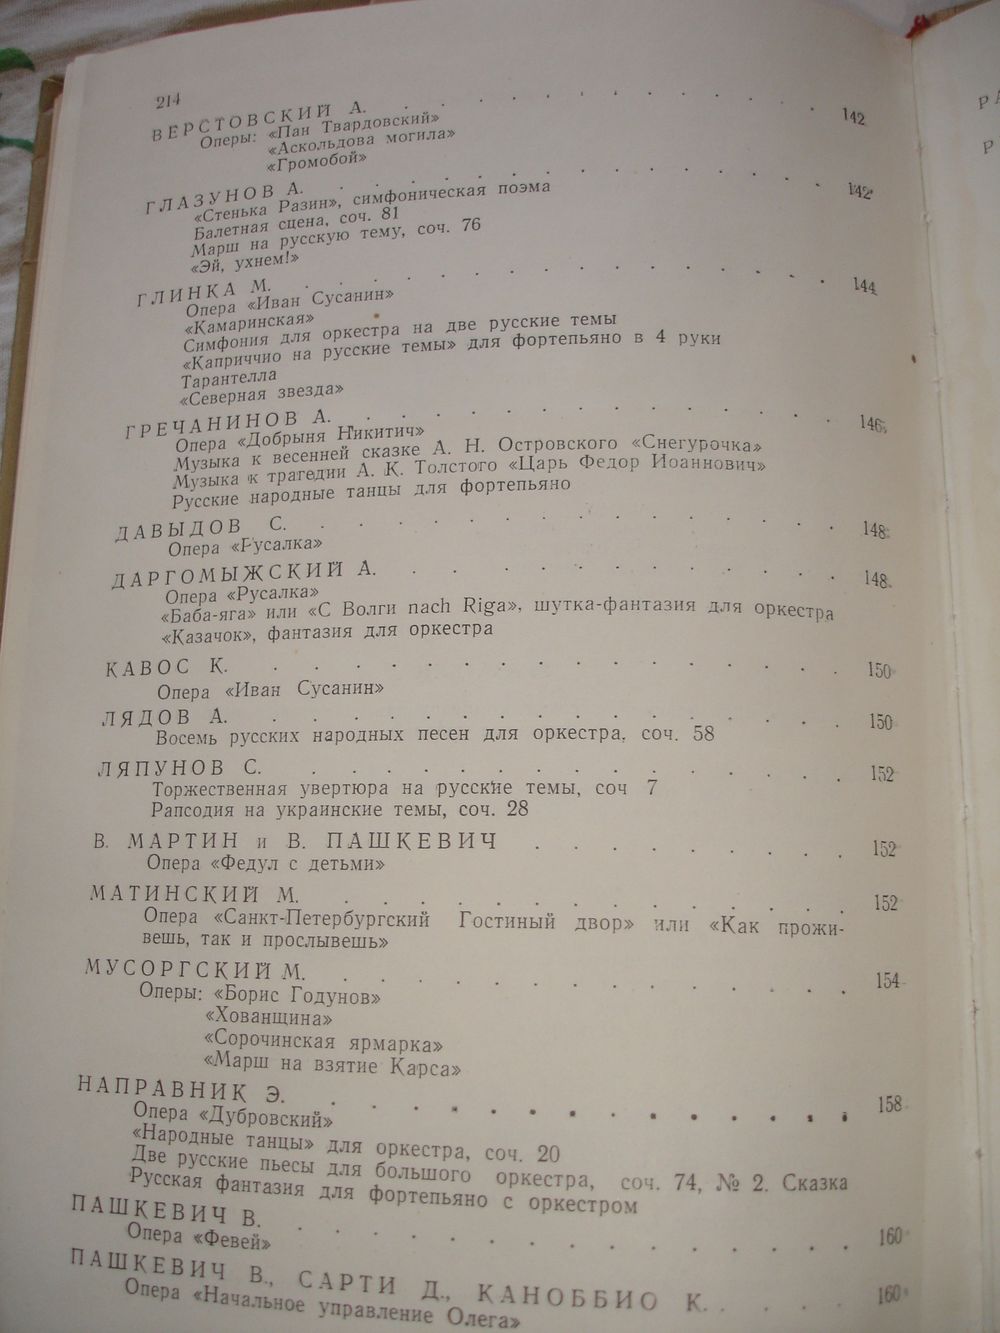 214
ВЕРСТОВСКИЙ А. . . . . . . . . . . . 142
Оперы: «Пан Твардовский»
«Аскольдова могила»
«Громобой»
ГЛАЗУНОВ А. . . . . . . . . . . . . . 142
«Стенька Разин», симфоническая поэма
Балетная сцена, соч. 81
Марш на русскую тему, соч. 76
«Эй, ухнем!»
ГЛИНКА М. . . . . . . . . . . . . . . 144
Опера «Иван Сусанин»
«Камаринская»
Симфония для оркестра на две русские темы
«Каприччио на русские темы» для фортепьяно в 4 руки
Тарантелла
«Северная звезда»
ГРЕЧАНИНОВ А. . . . . . . . . . . . . 146
Опера «Добрыня Никитич»
Музыка к весенней сказке А. Н. Островского «Снегурочка»
Музыка к трагедии А. К. Толстого «Царь Федор Иоаннович»
Русские народные танцы для фортепьяно
ДАВЫДОВ С. . . . . . . . . . . . . . 148
Опера «Русалка»
ДАРГОМЫЖСКИЙ А. . . . . . . . . . . . 148
Опера «Русалка»
«Баба-яга» или «С Волги nach Riga», шутка-фантазия для оркестра
«Казачок», фантазия для оркестра
КАВОС К. . . . . . . . . . . . . . . 150
Опера «Иван Сусанин»
ЛЯДОВ А. . . . . . . . . . . . . . . 150
Восемь русских народных песен для оркестра, соч. 58
ЛЯПУНОВ С. . . . . . . . . . . . . . 152
Торжественная увертюра на русские темы, соч 7
Рапсодия на украинские темы, соч. 28
В. МАРТИН и В. ПАШКЕВИЧ . . . . . . . . . 152
Опера «Федул с детьми»
МАТИНСКИЙ М. . . . . . . . . . . . . 152
Опера «Санкт-Петербургский Гостиный двор» или «Как прожи-
вешь, так и прослывешь»
МУСОРГСКИЙ М. . . . . . . . . . . . . 154
Оперы: «Борис Годунов»
«Хованщина»
«Сорочинская ярмарка»
«Марш на взятие Карса»
НАПРАВНИК Э. . . . . . . . . . . . . 158
Опера «Дубровский»
«Народные танцы» для оркестра, соч. 20
Две русские пьесы для большого оркестра, соч. 74, № 2. Сказка
Русская фантазия для фортепьяно с оркестром
ПАШКЕВИЧ В. . . . . . . . . . . . . . 160
Опера «Февей»
ПАШКЕВИЧ В., САРТИ Д., КАНОББИО К. . . . . 160
Опера «Начальное управление Олега»